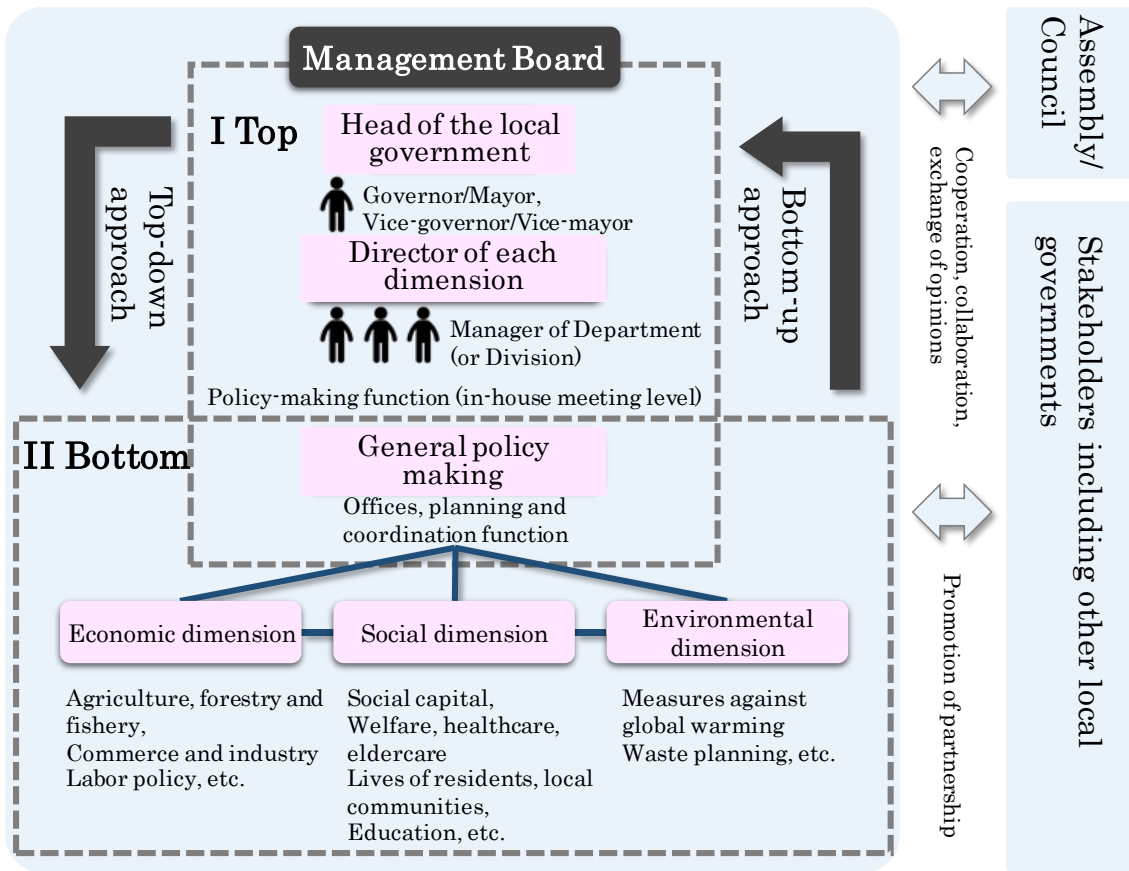 Management Board
I Top
Head of the local
government
Governor/Mayor,
Vice-governor/Vice-mayor
Director of each
dimension
Manager of Department
(or Division)
Policy-making function (in-house meeting level)
Top-down
approach
Bottom-up
approach
II Bottom
General policy
making
Offices, planning and
coordination function
Economic dimension
Social dimension
Environmental
dimension
Agriculture, forestry and
fishery,
Commerce and industry
Labor policy, etc.
Social capital,
Welfare, healthcare,
eldercare
Lives of residents, local
communities,
Education, etc.
Measures against
global warming
Waste planning, etc.
Cooperation, collaboration,
exchange of opinions
Promotion of partnership
Assembly/
Council
Stakeholders including other local
governments